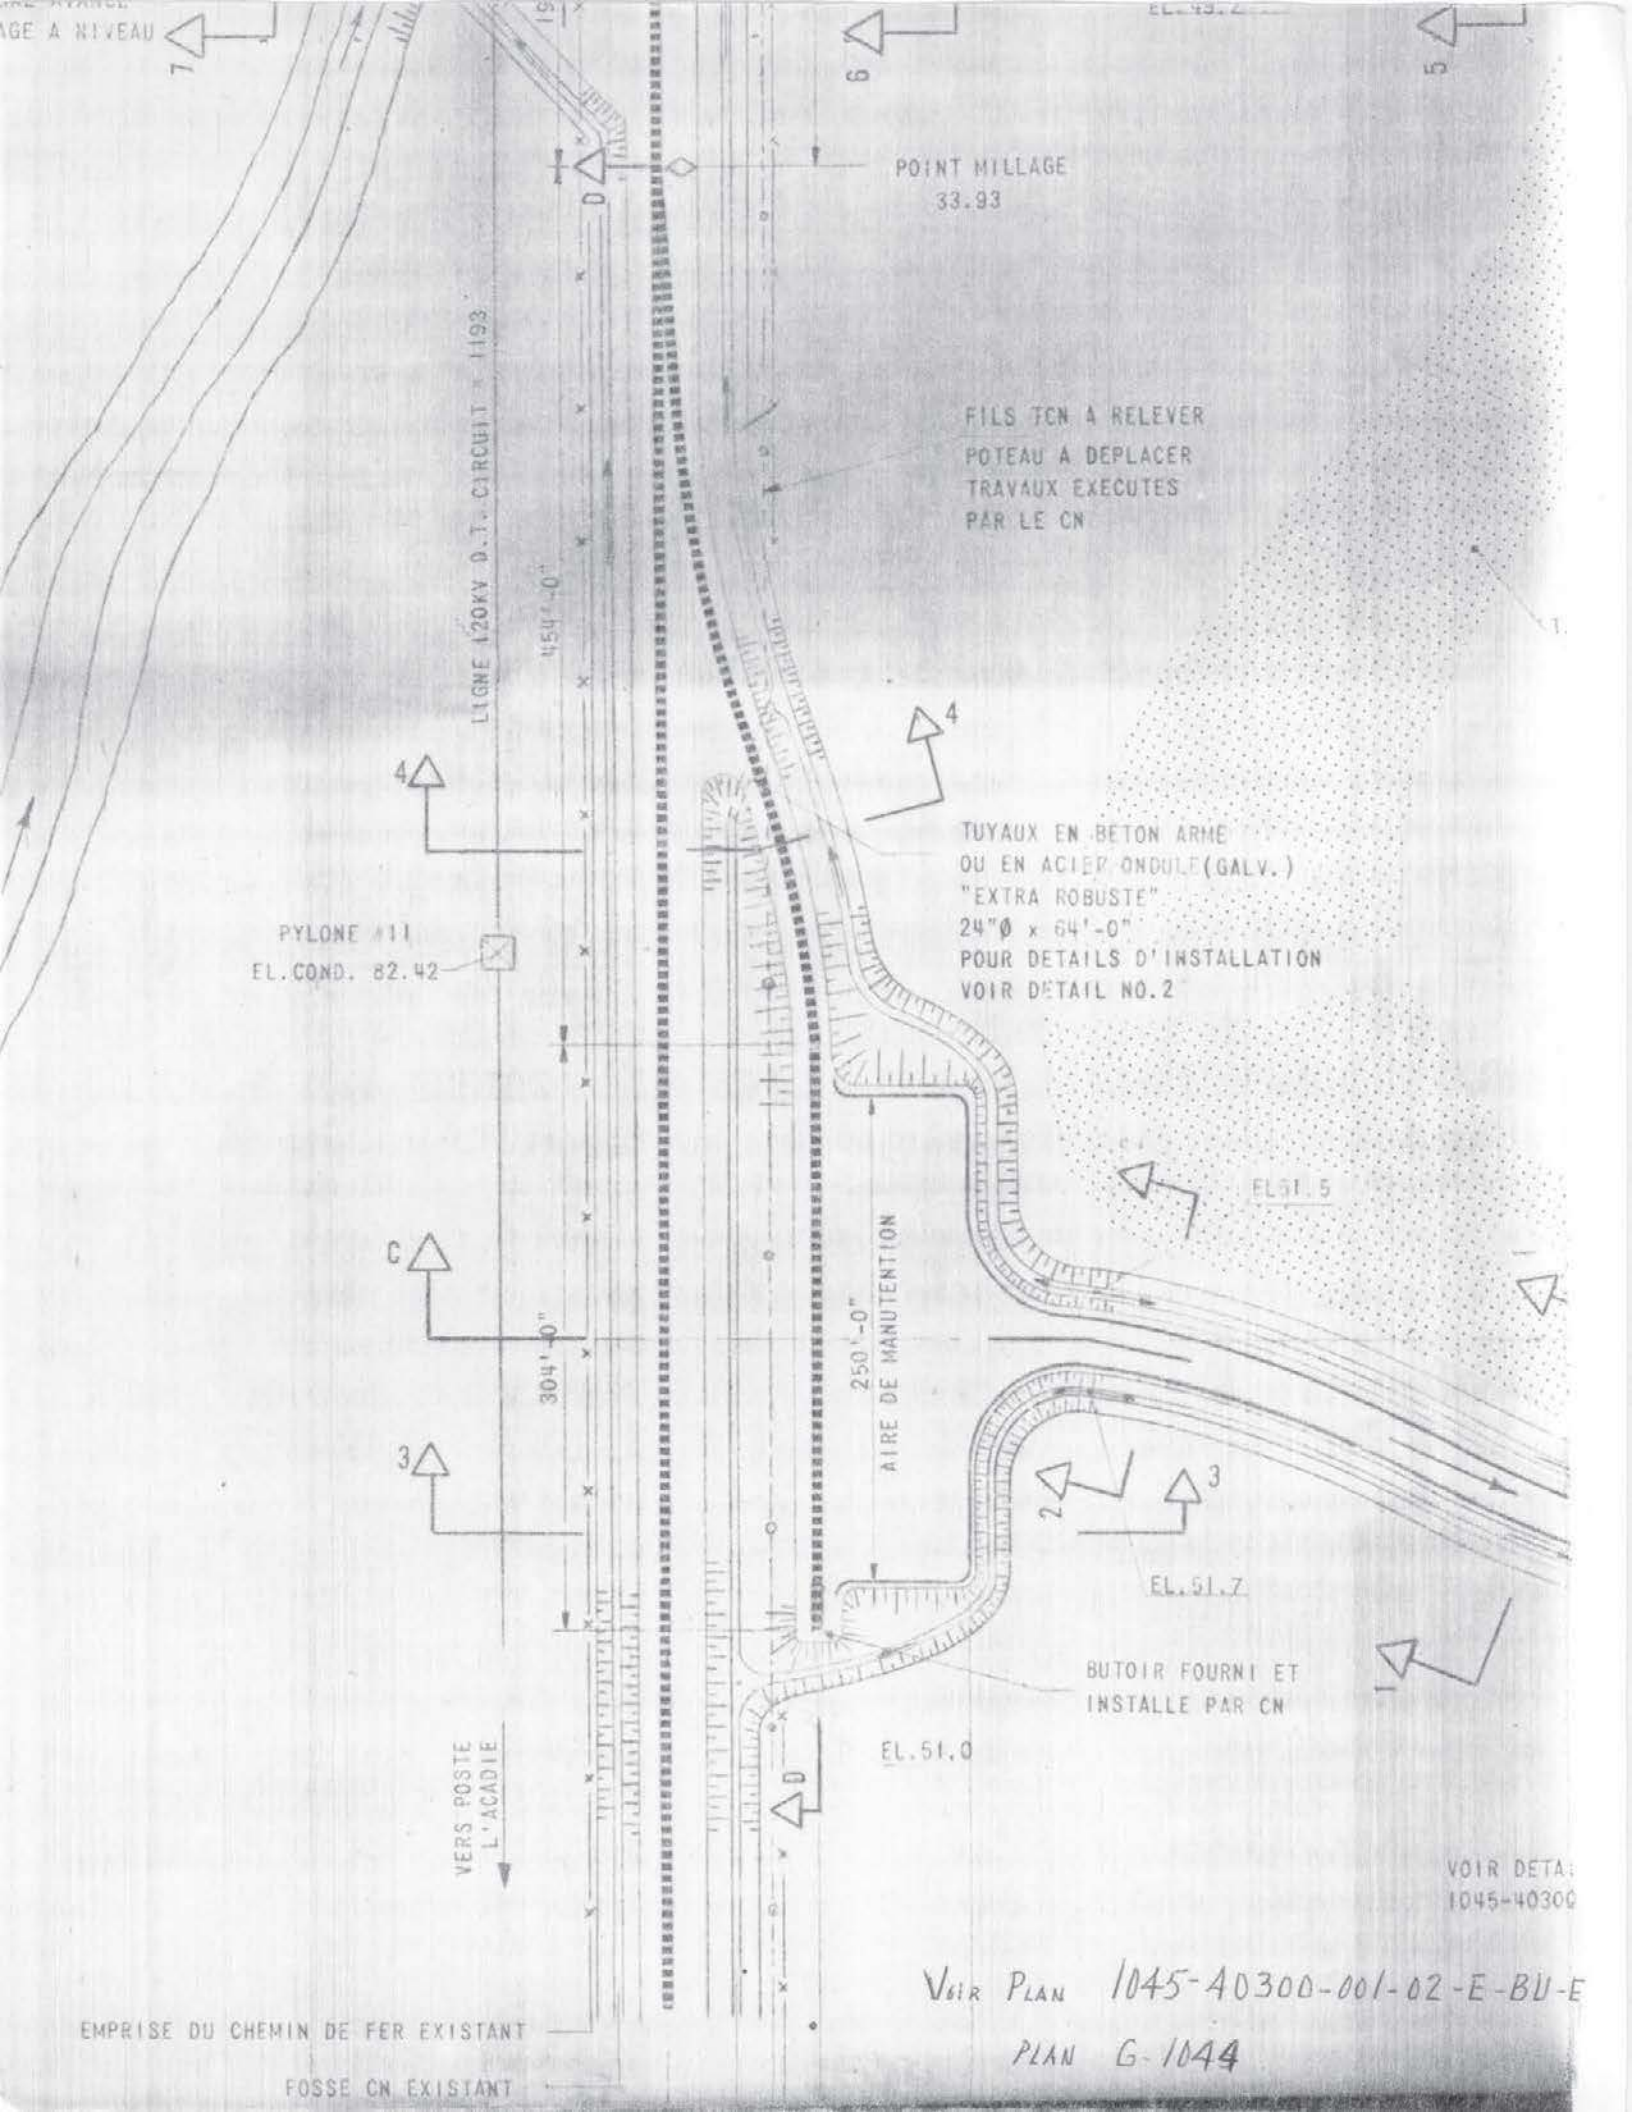 AGE A NIVEAU
7
6
5
D
POINT MILLAGE
33.93
LIGNE 120KV D.T. CIRCUIT # 1193
454'-0"
FILS TCN A RELEVER
POTEAU A DEPLACER
TRAVAUX EXECUTES
PAR LE CN
4
4
TUYAUX EN BETON ARME
OU EN ACIER ONDULE (GALV.)
"EXTRA ROBUSTE"
24"Ø x 64'-0"
POUR DETAILS D'INSTALLATION
VOIR DETAIL NO.2
PYLONE #11
EL.COND. 82.42
EL51.5
C
304'-0"
250'-0"
AIRE DE MANUTENTION
3
2
3
EL.51.7
1
BUTOIR FOURNI ET
INSTALLE PAR CN
EL.51.0
D
VERS POSTE
L'ACADIE
VOIR DETA
1045-40300
VOIR PLAN 1045-40300-001-02-E-BU-E
PLAN G-1044
EMPRISE DU CHEMIN DE FER EXISTANT
FOSSE CN EXISTANT